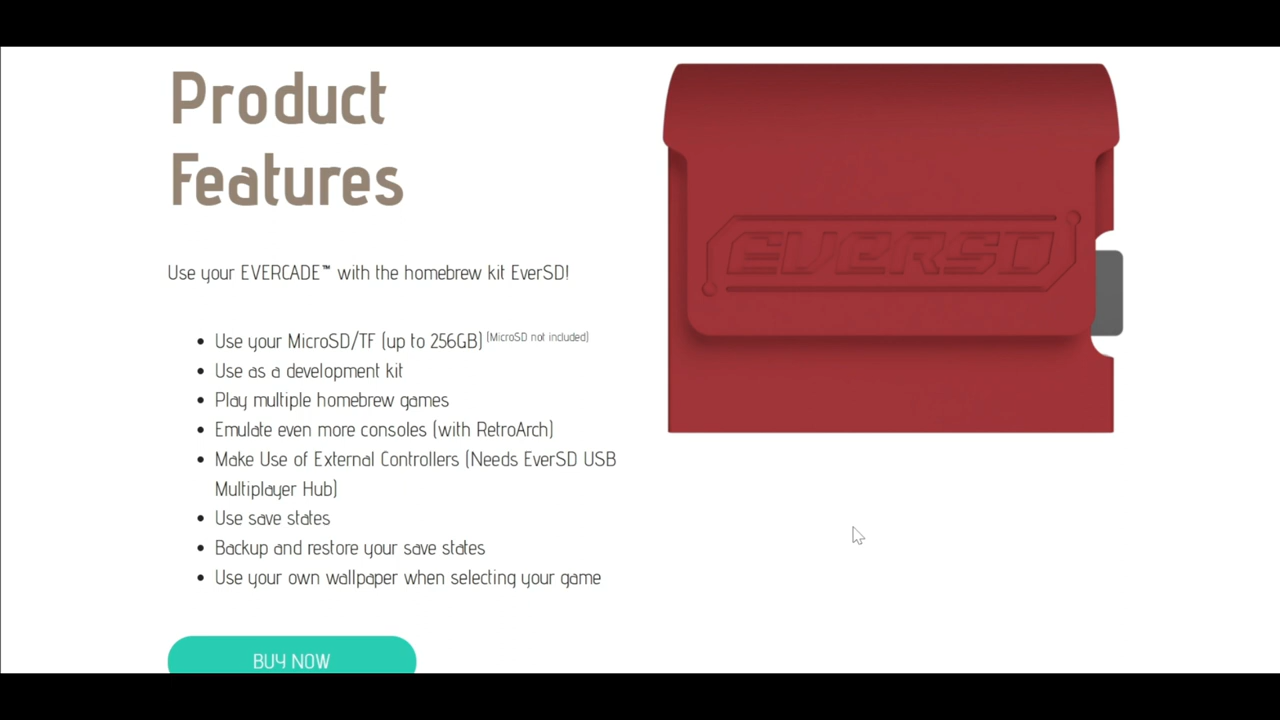 Product
Features
Use your EVERCADE™ with the homebrew kit EverSD!
• Use your MicroSD/TF (up to 256GB) (MicroSD not included)
• Use as a development kit
• Play multiple homebrew games
• Emulate even more consoles (with RetroArch)
• Make Use of External Controllers (Needs EverSD USB
Multiplayer Hub)
• Use save states
• Backup and restore your save states
• Use your own wallpaper when selecting your game
BUY NOW
EVERSD